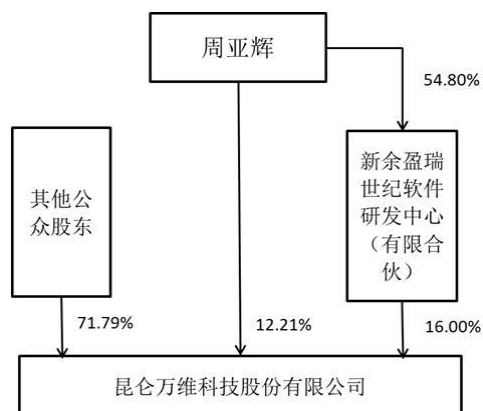 周亚辉
54.80%
其他公
众股东
新余盈瑞
世纪软件
研发中心
（有限合
伙）
71.79%
12.21%
16.00%
昆仑万维科技股份有限公司